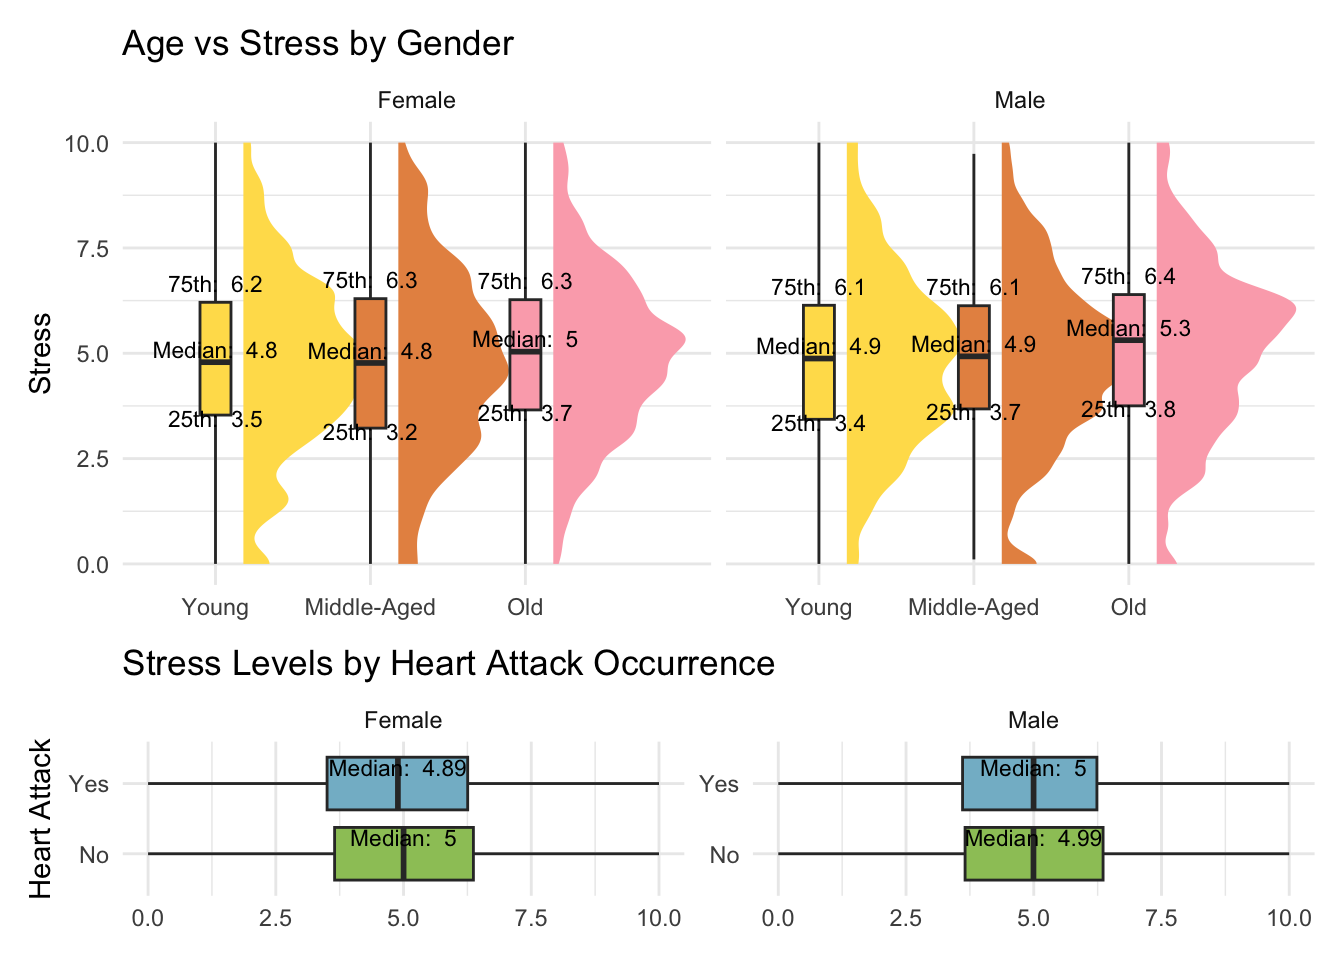 Age vs Stress by Gender
Female
Male
Stress
10.0
7.5
5.0
2.5
0.0
75th:  6.2
Median:  4.8
25th:  3.5
75th:  6.3
Median:  4.8
25th:  3.2
75th:  6.3
Median:  5
25th:  3.7
75th:  6.1
Median:  4.9
25th:  3.4
75th:  6.1
Median:  4.9
25th:  3.7
75th:  6.4
Median:  5.3
25th:  3.8
Young Middle-Aged Old
Young Middle-Aged Old
Stress Levels by Heart Attack Occurrence
Female
Male
Heart Attack
Yes
Median:  4.89
No
Median:  5
Yes
Median:  5
No
Median:  4.99
0.0 2.5 5.0 7.5 10.0
0.0 2.5 5.0 7.5 10.0